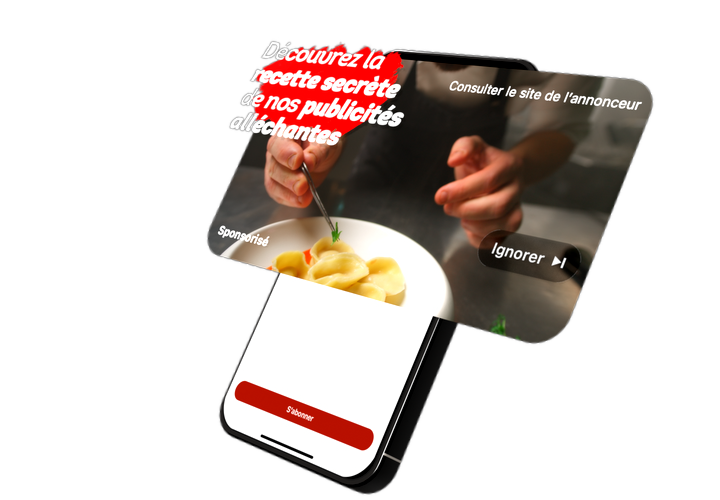 Découvrez la
recette secrète
de nos publicités
alléchantes
Consulter le site de l'annonceur
Sponsorisé
Ignorer
S'abonner